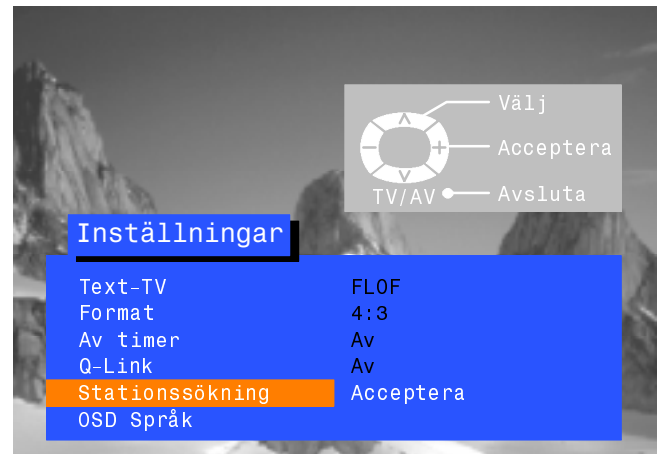 Välj
Acceptera
TV/AV Avsluta
Inställningar
Text-TV FLOF
Format 4:3
Av timer Av
Q-Link Av
Stationssökning Acceptera
OSD Språk